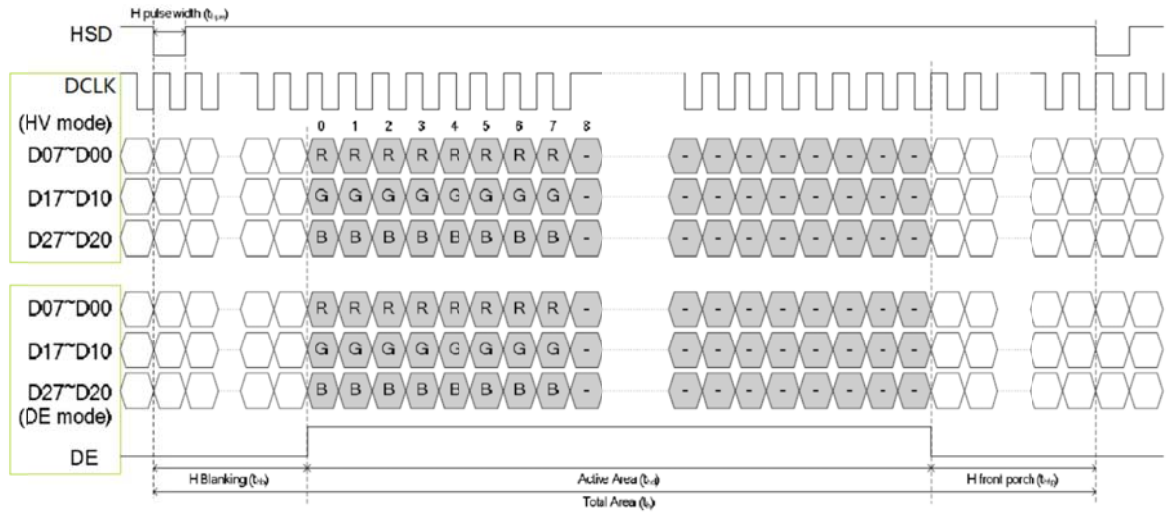 H pulse width (t
HSD
DCLK
(HV mode)
0 1 2 3 4 5 6 7 8
D07~D00 R R R R R R R R - - - - - - - - -
D17~D10 G G G G G G G G - - - - - - - - -
D27~D20 B B B B B B B B - - - - - - - - -
D07~D00 R R R R R R R R - - - - - - - - -
D17~D10 G G G G G G G G - - - - - - - - -
D27~D20 B B B B B B B B - - - - - - - - -
(DE mode)
DE
H Blanking (t
Active Area (t
H front porch (t
Total Area (t